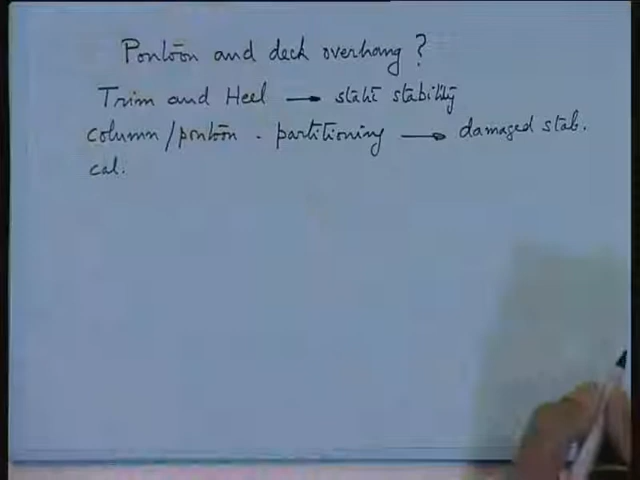 Pontoon and deck overhang ?
Trim and Heel → static stability
column/pontoon - partitioning → damaged stab.
cal.